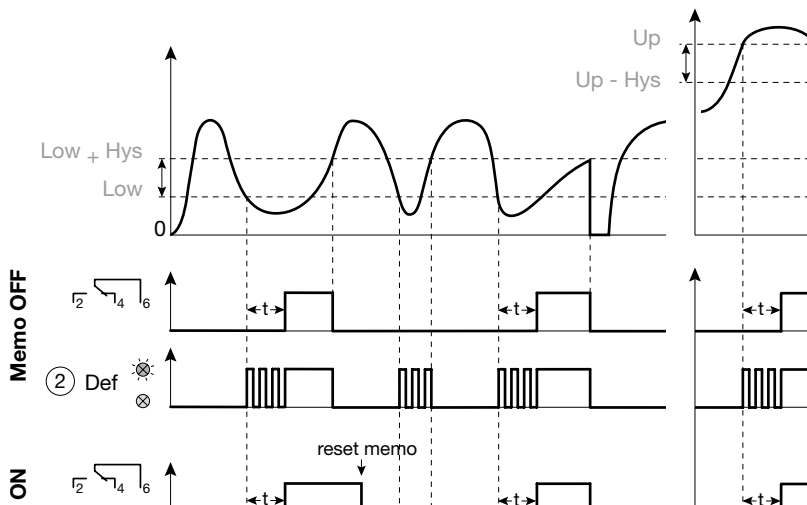 Up
Up - Hys
Low + Hys
Low
0
Memo OFF
2 4 6
t t t
2 Def
reset memo
ON
2 4 6
t t t